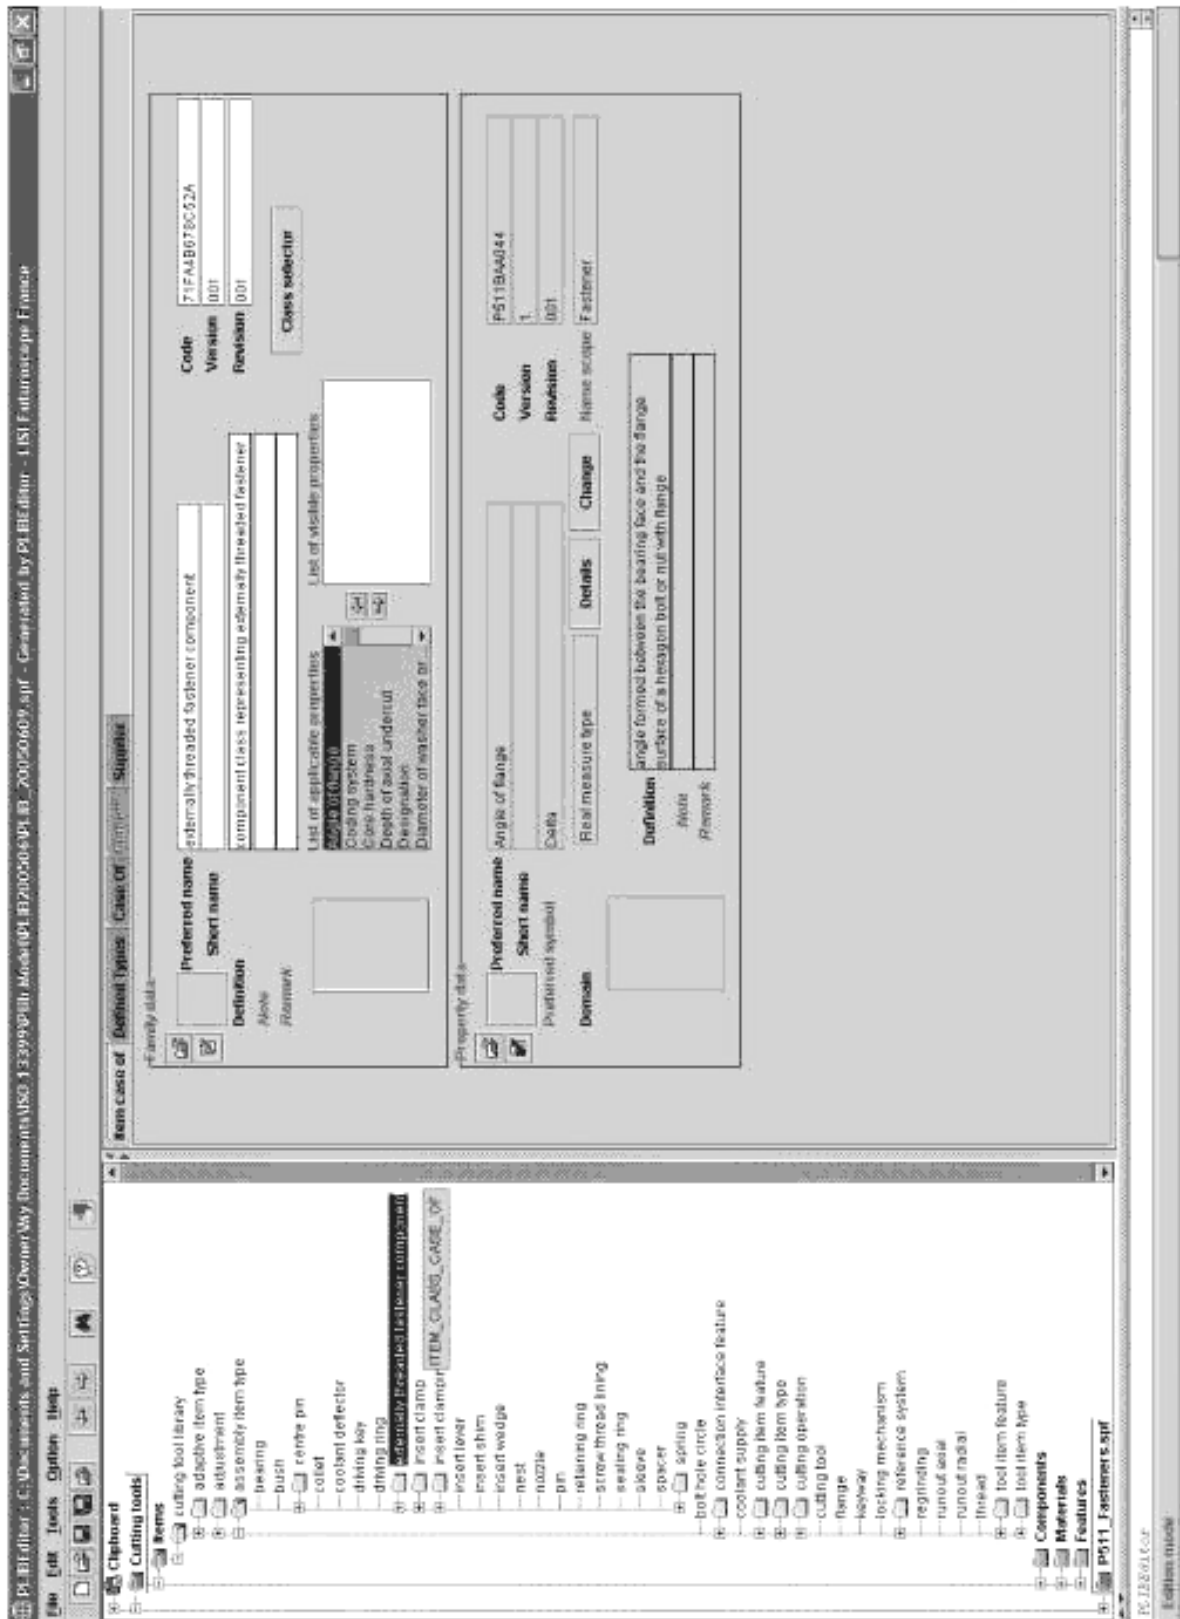 PLIBEditor : C:\Documents and Settings\Owner\My Documents\ISO 13399\Plib Model\PLIB200504\PLIB_20050609.spf - Generated by PLIBEditor - LISI Futuroscope France
File Edit Tools Option Help
Clipboard
Cutting tools
Items
cutting tool library
adaptive item type
adjustment
assembly item type
bearing
bush
centre pin
collet
coolant deflector
driving key
driving ring
externally threaded fastener component
insert clamp
insert clampin
ITEM_CLASS_CASE_OF
insert lever
insert shim
insert wedge
nest
nozzle
pin
retaining ring
screw thread lining
sealing ring
sleeve
spacer
spring
bolt hole circle
connection interface feature
coolant supply
cutting item feature
cutting item type
cutting operation
cutting tool
flange
keyway
locking mechanism
reference system
regrinding
runout axial
runout radial
thread
tool item feature
tool item type
Components
Materials
Features
P511_Fasteners.spf
Item case of Defined Types Case Of Supplier
Family data
Preferred name externally threaded fastener component
Short name
Code 71FA4B678C62A
Version 001
Revision 001
Definition component class representing externally threaded fastener
Note
Remark
Class selector
List of applicable properties List of visible properties
Angle of flange
Coding system
Core hardness
Depth of axial undercut
Designation
Diameter of washer face or
Property data
Preferred name Angle of flange
Short name
Preferred symbol Delta
Code P511BAA044
Version 1
Revision 001
Domain Real measure type Details Change Name scope Fastener
Definition angle formed between the bearing face and the flange
surface of a hexagon bolt or nut with flange
Note
Remark
PLIBEditor
Edition mode